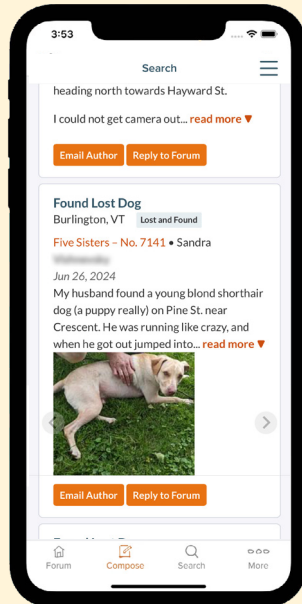 3:53
Search
heading north towards Hayward St.
I could not get camera out... read more ▼
Email Author Reply to Forum
Found Lost Dog
Burlington, VT Lost and Found
Five Sisters – No. 7141 • Sandra
Jun 26, 2024
My husband found a young blond shorthair
dog (a puppy really) on Pine St. near
Crescent. He was running like crazy, and
when he got out jumped into... read more ▼
Email Author Reply to Forum
Forum Compose Search More